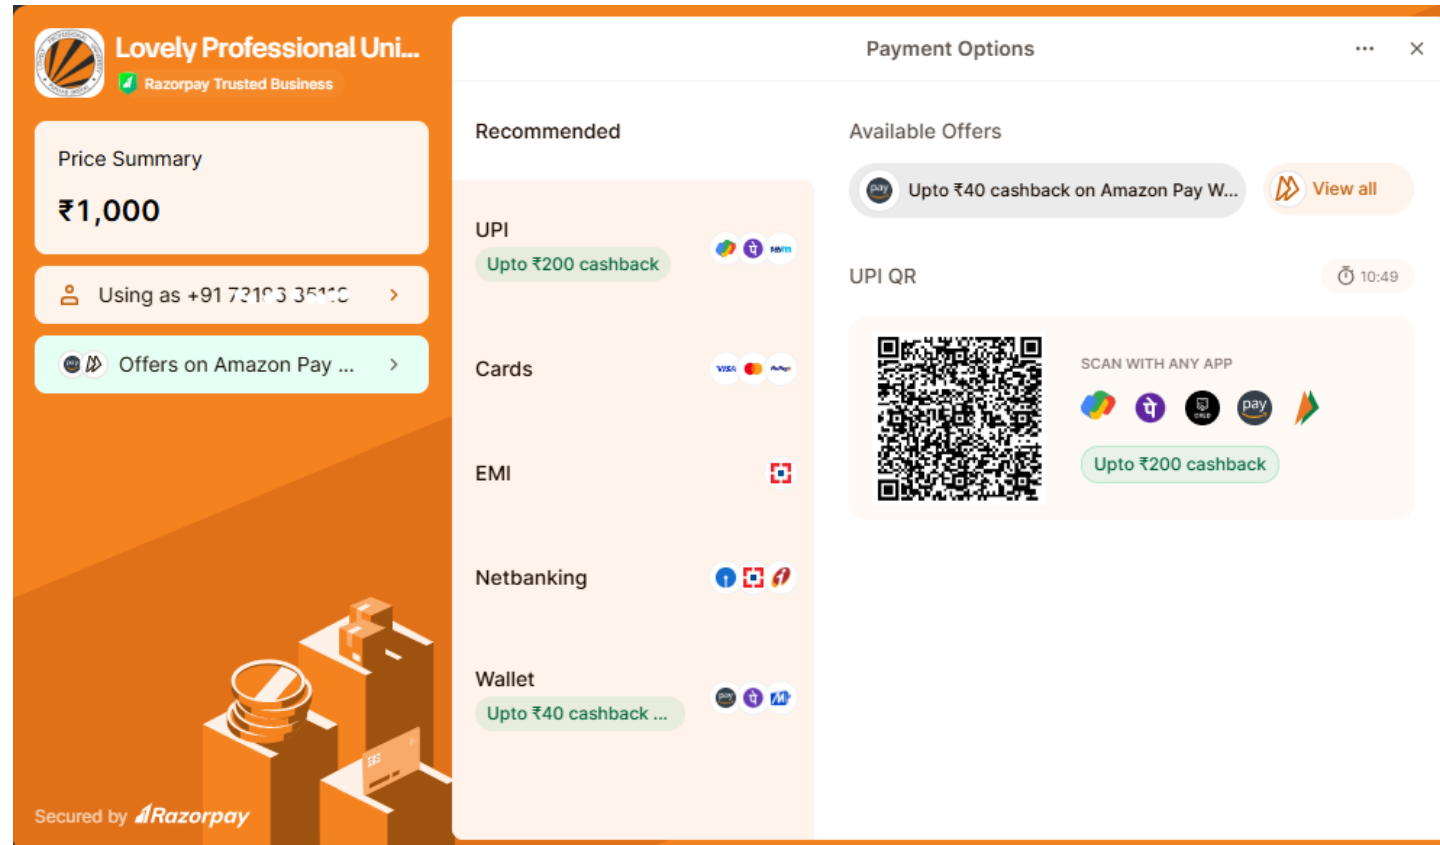 Lovely Professional Uni...
Razorpay Trusted Business
Price Summary
₹1,000
Using as +91
Offers on Amazon Pay ...
Secured by Razorpay
Payment Options
Recommended
UPI
Upto ₹200 cashback
Cards
EMI
Netbanking
Wallet
Upto ₹40 cashback ...
Available Offers
pay
Upto ₹40 cashback on Amazon Pay W...
View all
UPI QR
10:49
SCAN WITH ANY APP
पे
pay
Upto ₹200 cashback